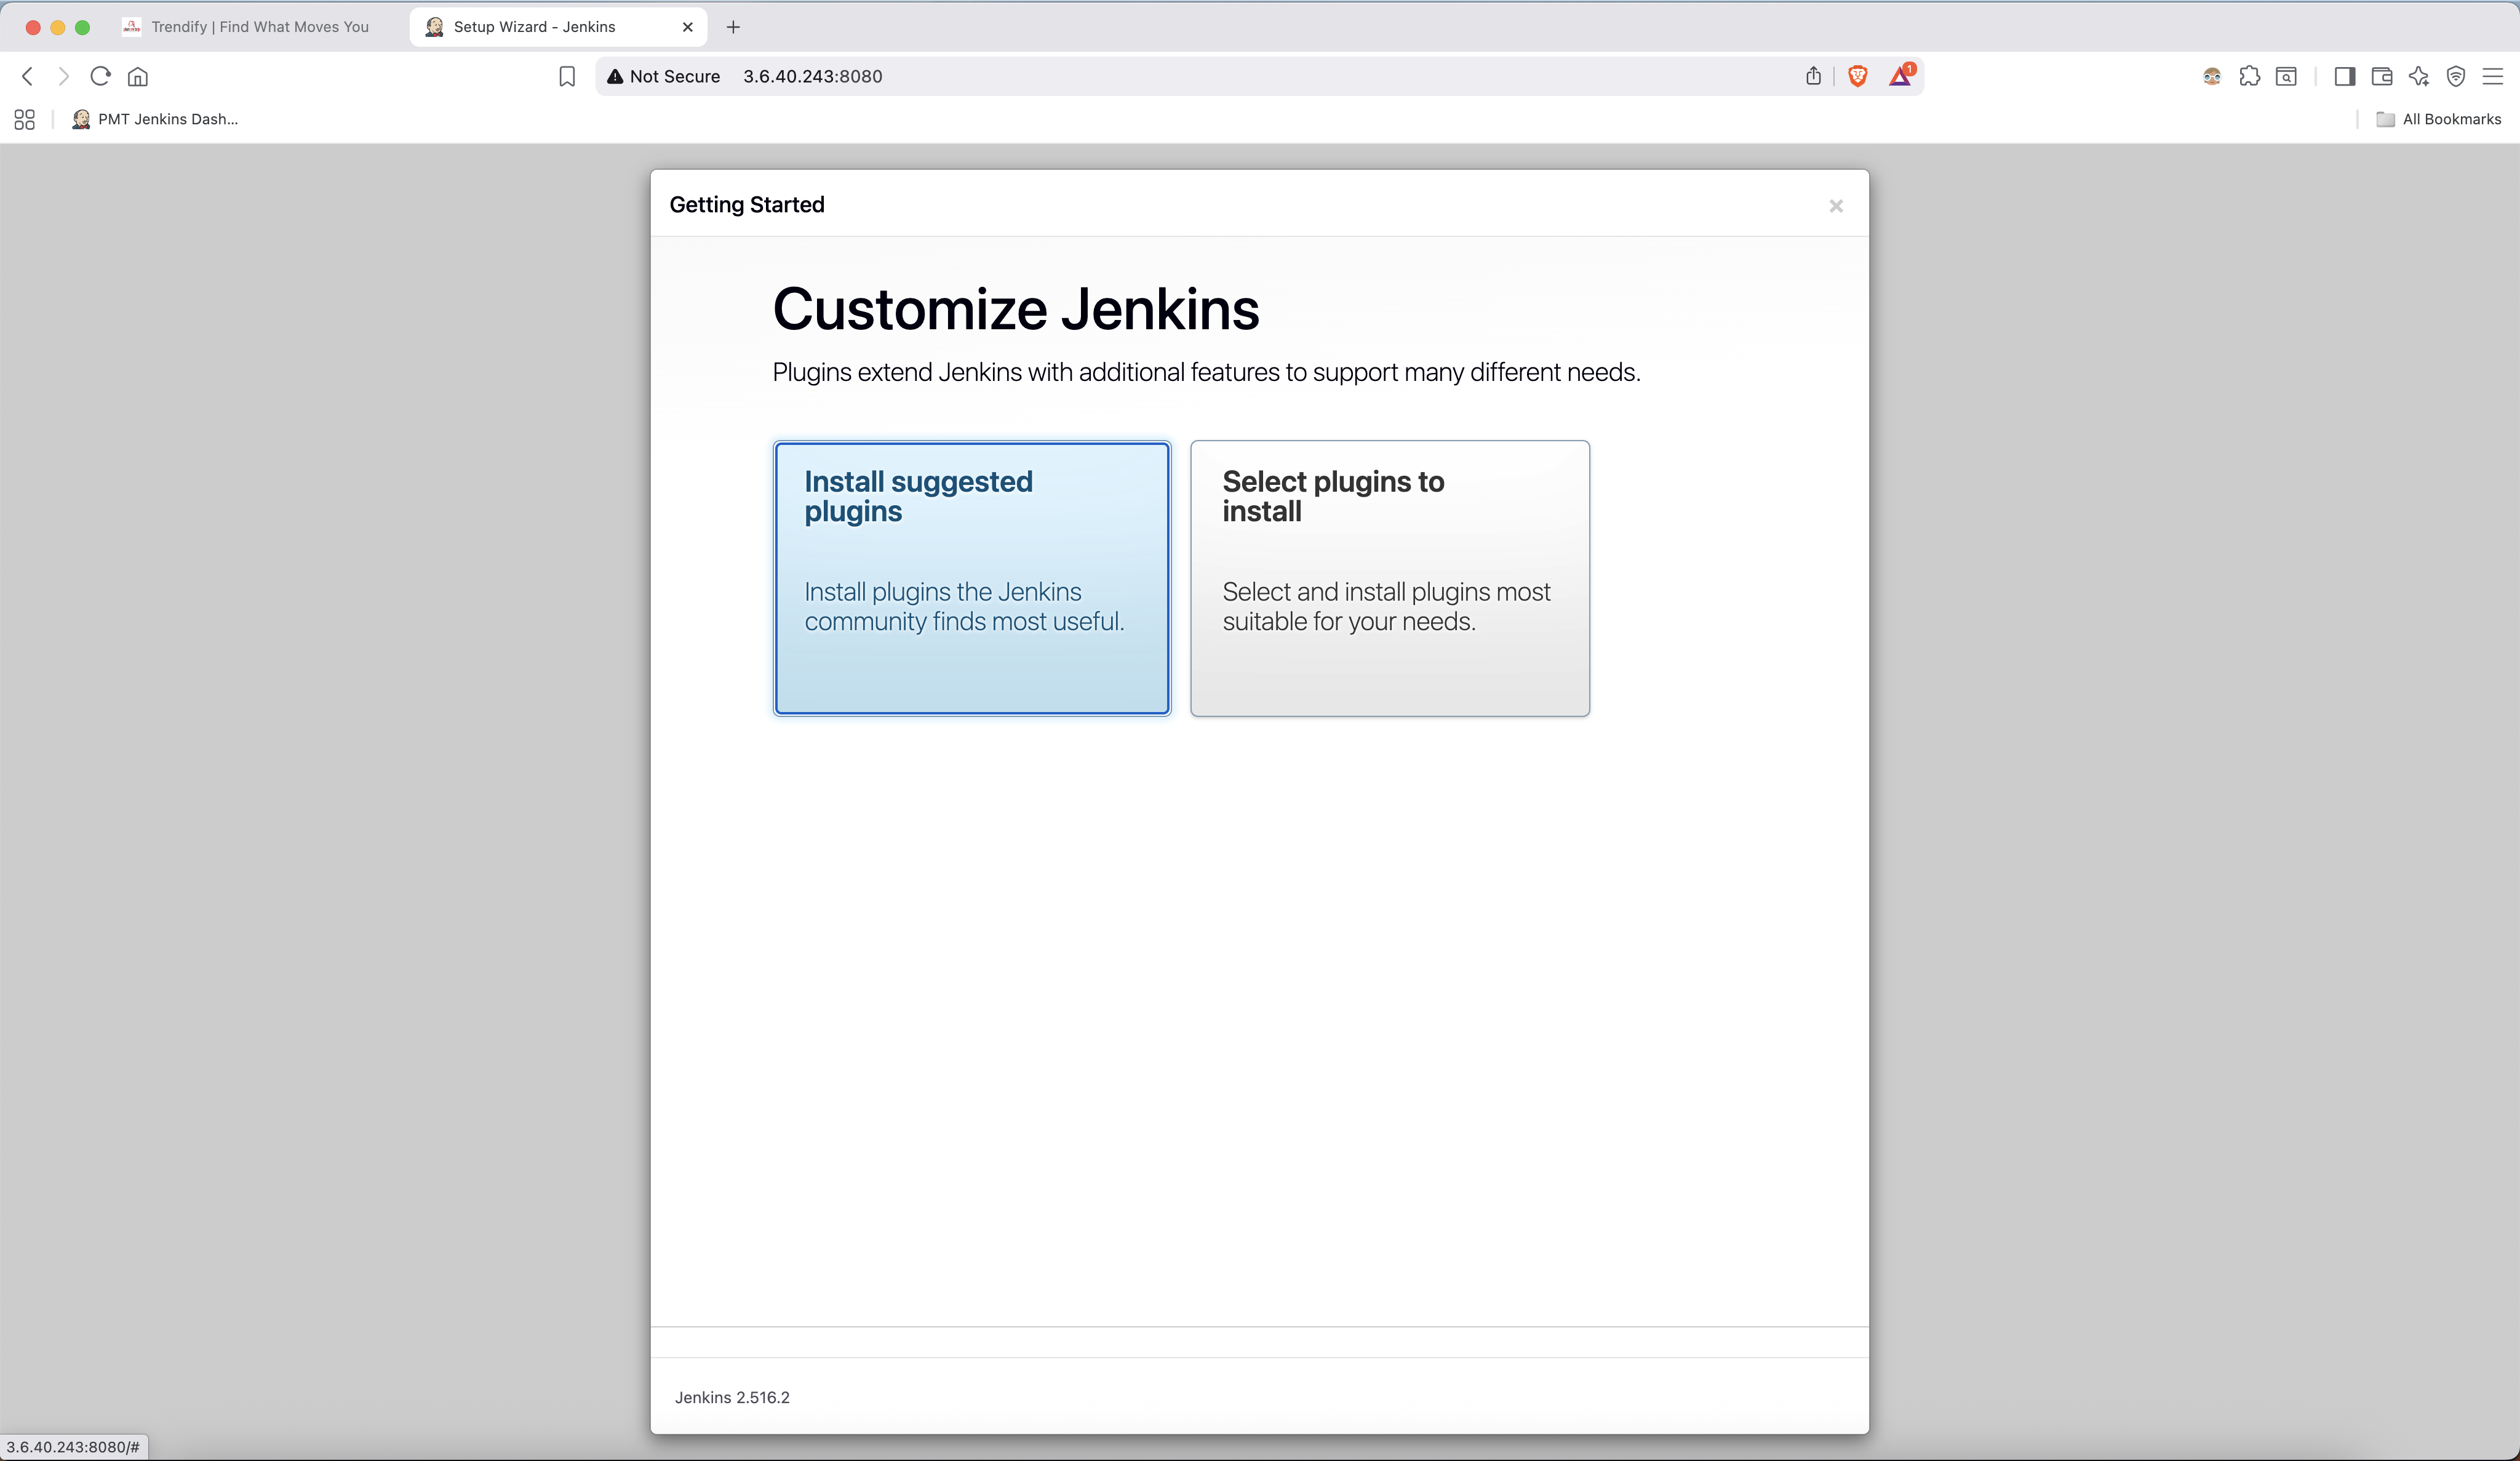 Trendify | Find What Moves You
Setup Wizard - Jenkins
Not Secure 3.6.40.243:8080
1
PMT Jenkins Dash...
All Bookmarks
Getting Started
Customize Jenkins
Plugins extend Jenkins with additional features to support many different needs.
Install suggested
plugins
Install plugins the Jenkins
community finds most useful.
Select plugins to
install
Select and install plugins most
suitable for your needs.
Jenkins 2.516.2
3.6.40.243:8080/#